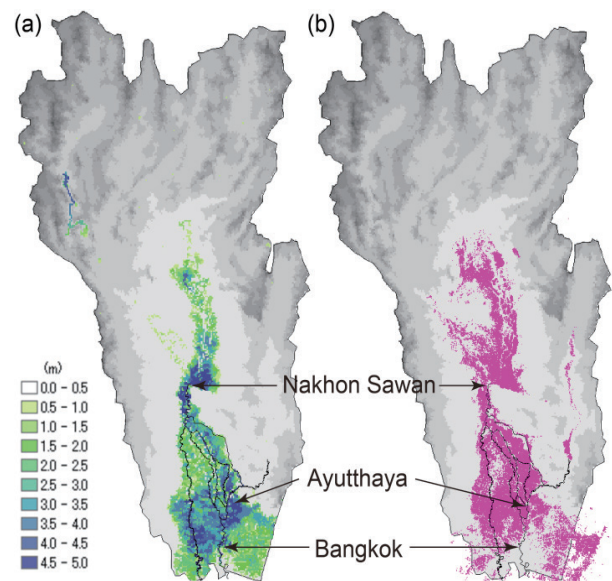 (a)
(b)
(m)
0.0 - 0.5
0.5 - 1.0
1.0 - 1.5
1.5 - 2.0
2.0 - 2.5
2.5 - 3.0
3.0 - 3.5
3.5 - 4.0
4.0 - 4.5
4.5 - 5.0
Nakhon Sawan
Ayutthaya
Bangkok